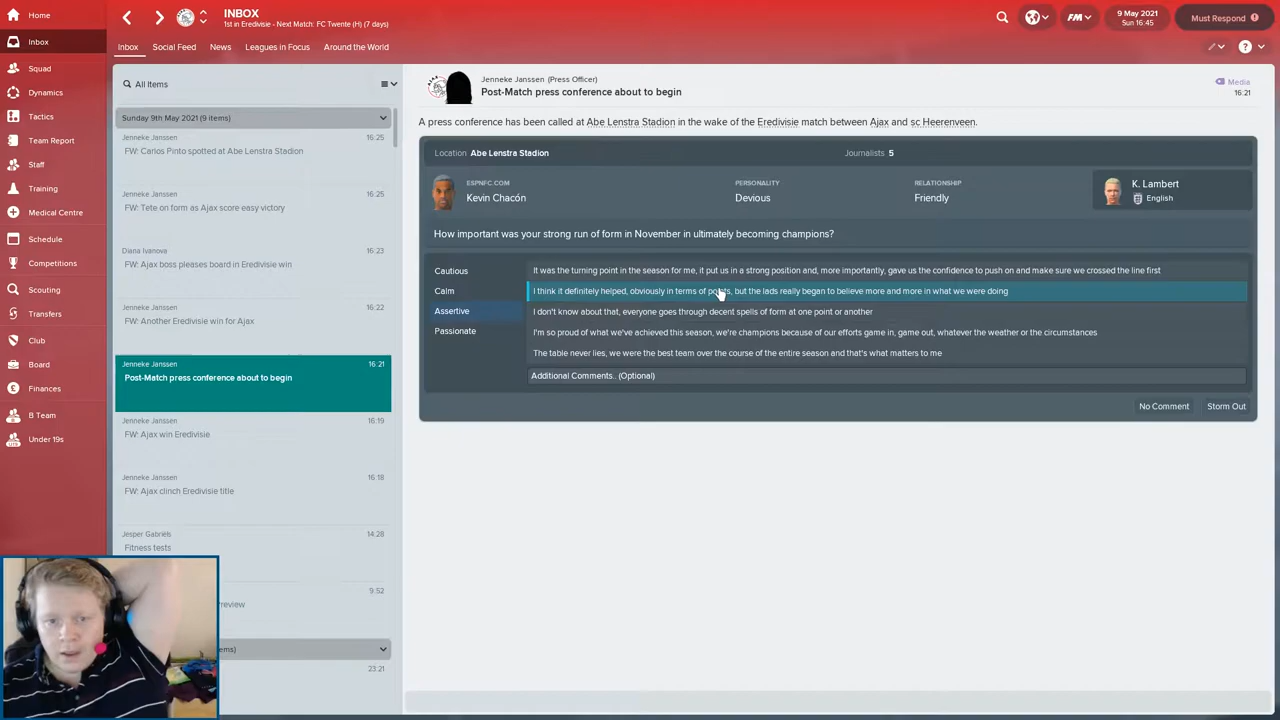 Home
Inbox
Squad
Dynamics
Tactics
Team Report
Staff
Training
Medical Centre
Schedule
Competitions
Scouting
Transfers
Club
Board
Finances
B Team
Under 19s
INBOX
1st in Eredivisie - Next Match: FC Twente (H) (7 days)
FM
9 May 2021
Sun 16:45
Must Respond
Inbox
Social Feed
News
Leagues in Focus
Around the World
All Items
Sunday 9th May 2021 (9 items)
Jenneke Janssen 16:25
FW: Carlos Pinto spotted at Abe Lenstra Stadion
Jenneke Janssen 16:25
FW: Tete on form as Ajax score easy victory
Diana Ivanova 16:23
FW: Ajax boss pleases board in Eredivisie win
Jenneke Janssen 16:22
FW: Another Eredivisie win for Ajax
Jenneke Janssen 16:21
Post-Match press conference about to begin
Jenneke Janssen 16:19
FW: Ajax win Eredivisie
Jenneke Janssen 16:18
FW: Ajax clinch Eredivisie title
Jesper Gabriëls 14:28
Fitness tests
9:52
ems)
23:21
Jenneke Janssen (Press Officer)
Post-Match press conference about to begin
Media
16:21
A press conference has been called at Abe Lenstra Stadion in the wake of the Eredivisie match between Ajax and sc Heerenveen.
Location Abe Lenstra Stadion
Journalists 5
ESPNFC.COM
Kevin Chacón
PERSONALITY
Devious
RELATIONSHIP
Friendly
K. Lambert
English
How important was your strong run of form in November in ultimately becoming champions?
Cautious
Calm
Assertive
Passionate
It was the turning point in the season for me, it put us in a strong position and, more importantly, gave us the confidence to push on and make sure we crossed the line first
I think it definitely helped, obviously in terms of points, but the lads really began to believe more and more in what we were doing
I don't know about that, everyone goes through decent spells of form at one point or another
I'm so proud of what we've achieved this season, we're champions because of our efforts game in, game out, whatever the weather or the circumstances
The table never lies, we were the best team over the course of the entire season and that's what matters to me
Additional Comments.. (Optional)
No Comment
Storm Out